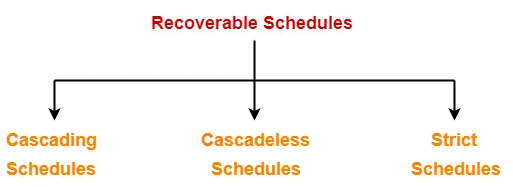 Recoverable Schedules
Cascading Schedules
Cascadeless Schedules
Strict Schedules